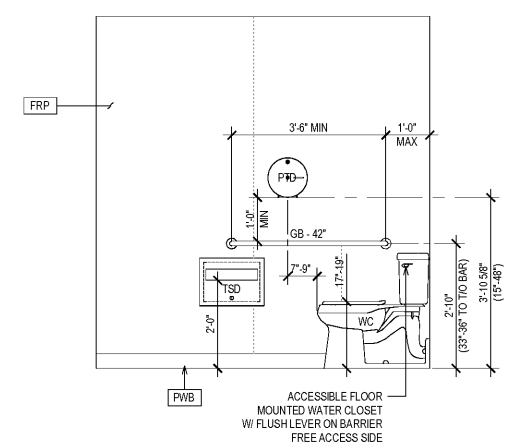 FRP
3'-6" MIN
1'-0"
MAX
PTD
1'-0"
MIN
GB - 42"
TSD
7"-9"
17"-19"
2'-0"
WC
2'-10"
(33"-36" TO T/O BAR)
3'-10 5/8"
(15"-48")
PWB
ACCESSIBLE FLOOR
MOUNTED WATER CLOSET
W/ FLUSH LEVER ON BARRIER
FREE ACCESS SIDE